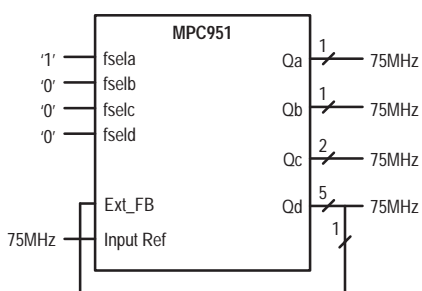 MPC951
‘1’ fsela Qa 1 75MHz
‘0’ fselb Qb 1 75MHz
‘0’ fselc Qc 2 75MHz
‘0’ fseld
Ext_FB Qd 5 75MHz
75MHz Input Ref 1